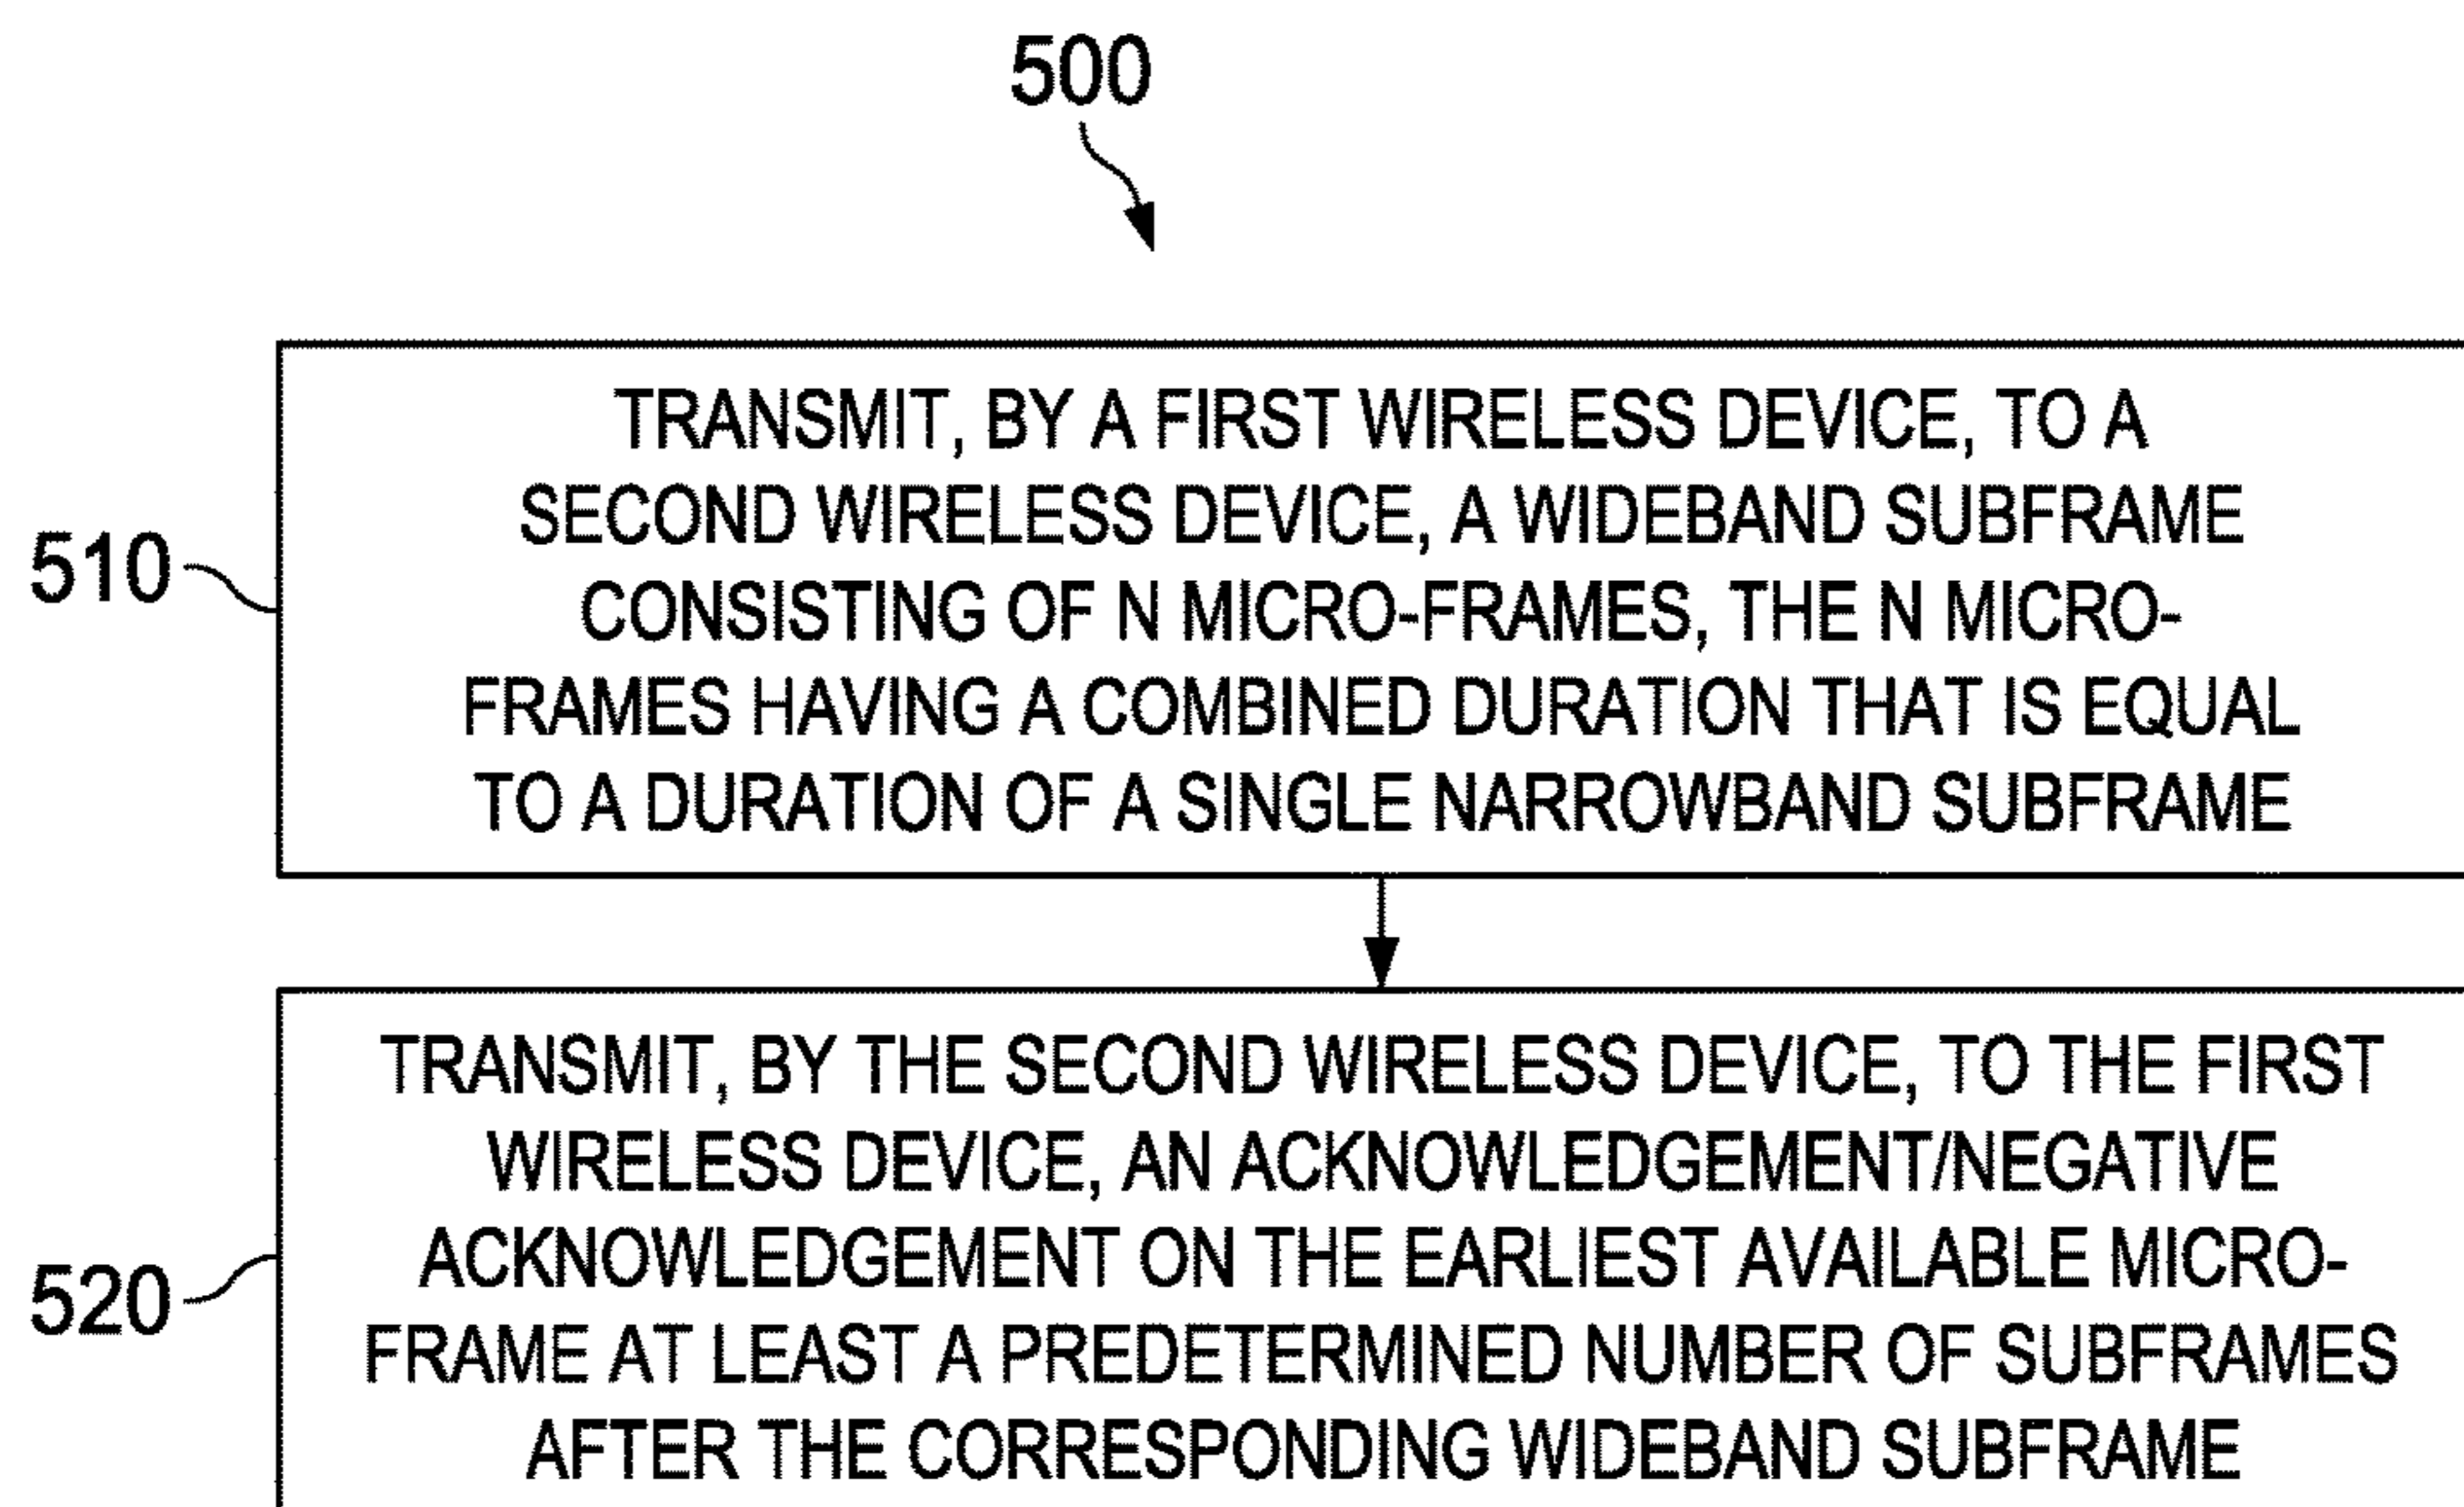 500
510
TRANSMIT, BY A FIRST WIRELESS DEVICE, TO A
SECOND WIRELESS DEVICE, A WIDEBAND SUBFRAME
CONSISTING OF N MICRO-FRAMES, THE N MICRO-
FRAMES HAVING A COMBINED DURATION THAT IS EQUAL
TO A DURATION OF A SINGLE NARROWBAND SUBFRAME
520
TRANSMIT, BY THE SECOND WIRELESS DEVICE, TO THE FIRST
WIRELESS DEVICE, AN ACKNOWLEDGEMENT/NEGATIVE
ACKNOWLEDGEMENT ON THE EARLIEST AVAILABLE MICRO-
FRAME AT LEAST A PREDETERMINED NUMBER OF SUBFRAMES
AFTER THE CORRESPONDING WIDEBAND SUBFRAME